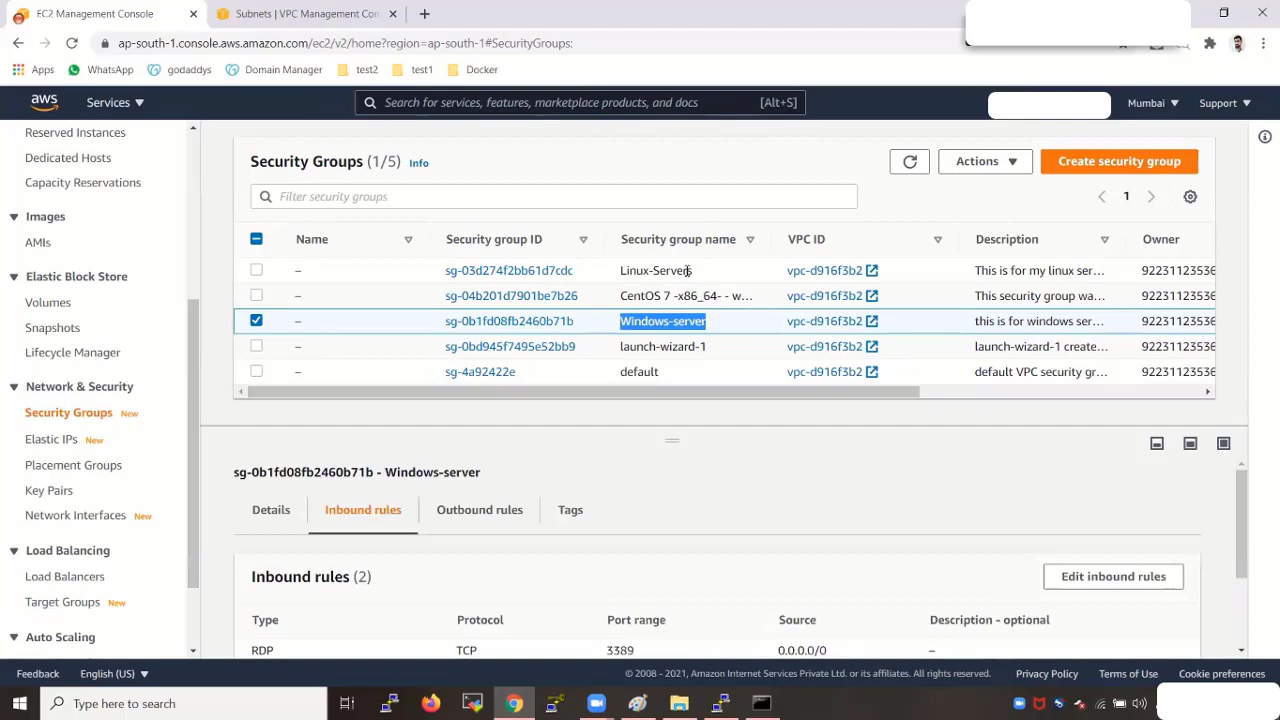 EC2 Management Console
Subnets | VPC Management Con
ap-south-1.console.aws.amazon.com/ec2/v2/home?region=ap-south-1#SecurityGroups:
Apps WhatsApp godaddys Domain Manager test2 test1 Docker
aws Services Search for services, features, marketplace products, and docs [Alt+S] Mumbai Support
Reserved Instances
Dedicated Hosts
Capacity Reservations
Images
AMIs
Elastic Block Store
Volumes
Snapshots
Lifecycle Manager
Network & Security
Security Groups New
Elastic IPs New
Placement Groups
Key Pairs
Network Interfaces New
Load Balancing
Load Balancers
Target Groups New
Auto Scaling
Security Groups (1/5) Info
Actions
Create security group
Filter security groups
1
Name Security group ID Security group name VPC ID Description Owner
– sg-03d274f2bb61d7cdc Linux-Servers vpc-d916f3b2 This is for my linux ser... 92231123536
– sg-04b201d7901be7b26 CentOS 7 -x86_64- - w... vpc-d916f3b2 This security group wa... 92231123536
– sg-0b1fd08fb2460b71b Windows-server vpc-d916f3b2 this is for windows ser... 92231123536
– sg-0bd945f7495e52bb9 launch-wizard-1 vpc-d916f3b2 launch-wizard-1 create... 92231123536
– sg-4a92422e default vpc-d916f3b2 default VPC security gr... 92231123536
sg-0b1fd08fb2460b71b - Windows-server
Details Inbound rules Outbound rules Tags
Inbound rules (2)
Edit inbound rules
Type Protocol Port range Source Description - optional
RDP TCP 3389 0.0.0.0/0 –
Feedback English (US) © 2008 - 2021, Amazon Internet Services Private Ltd. or its affiliates. All rights reserved. Privacy Policy Terms of Use Cookie preferences
Type here to search